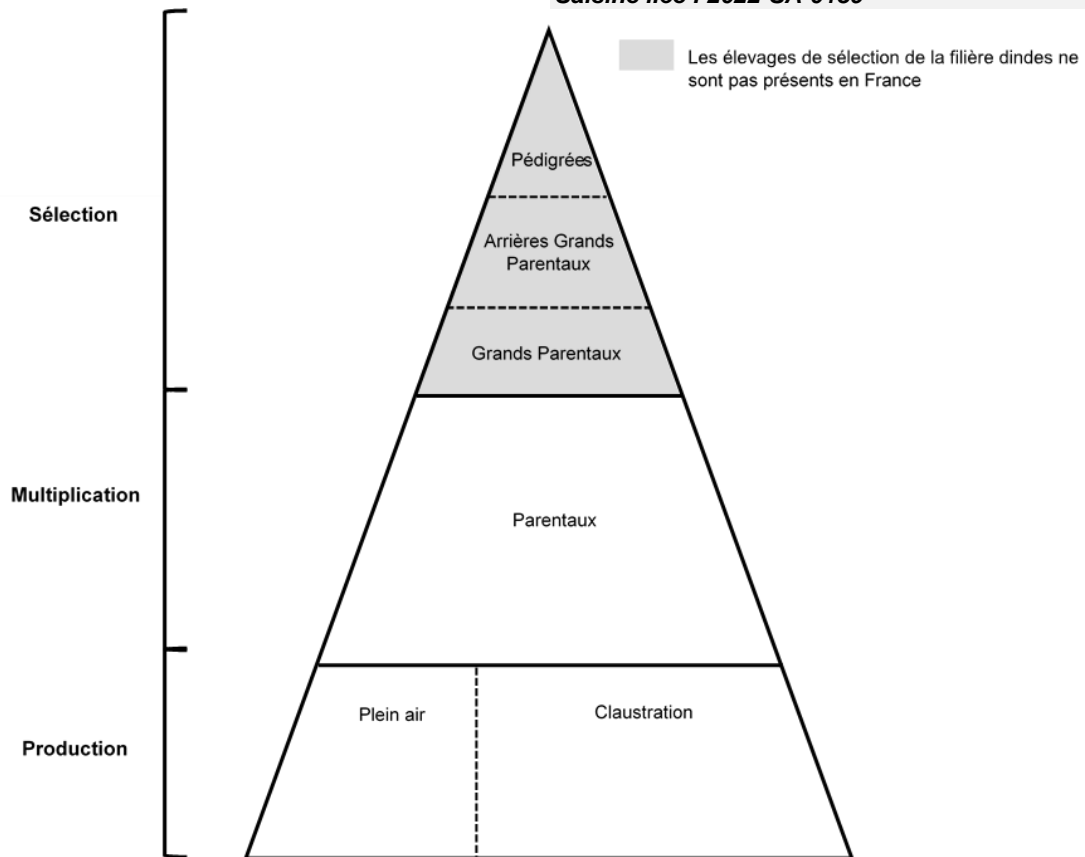 Les élevages de sélection de la filière dindes ne
sont pas présents en France
Pédigrées
Sélection
Arrières Grands
Parentaux
Grands Parentaux
Multiplication
Parentaux
Plein air
Claustration
Production